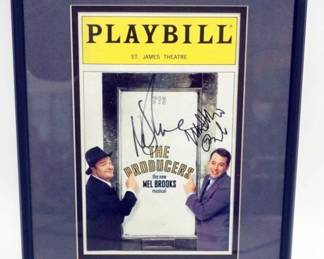 PLAYBILL
ST. JAMES THEATRE
THE
PRODUCERS
the new
MEL BROOKS
musical